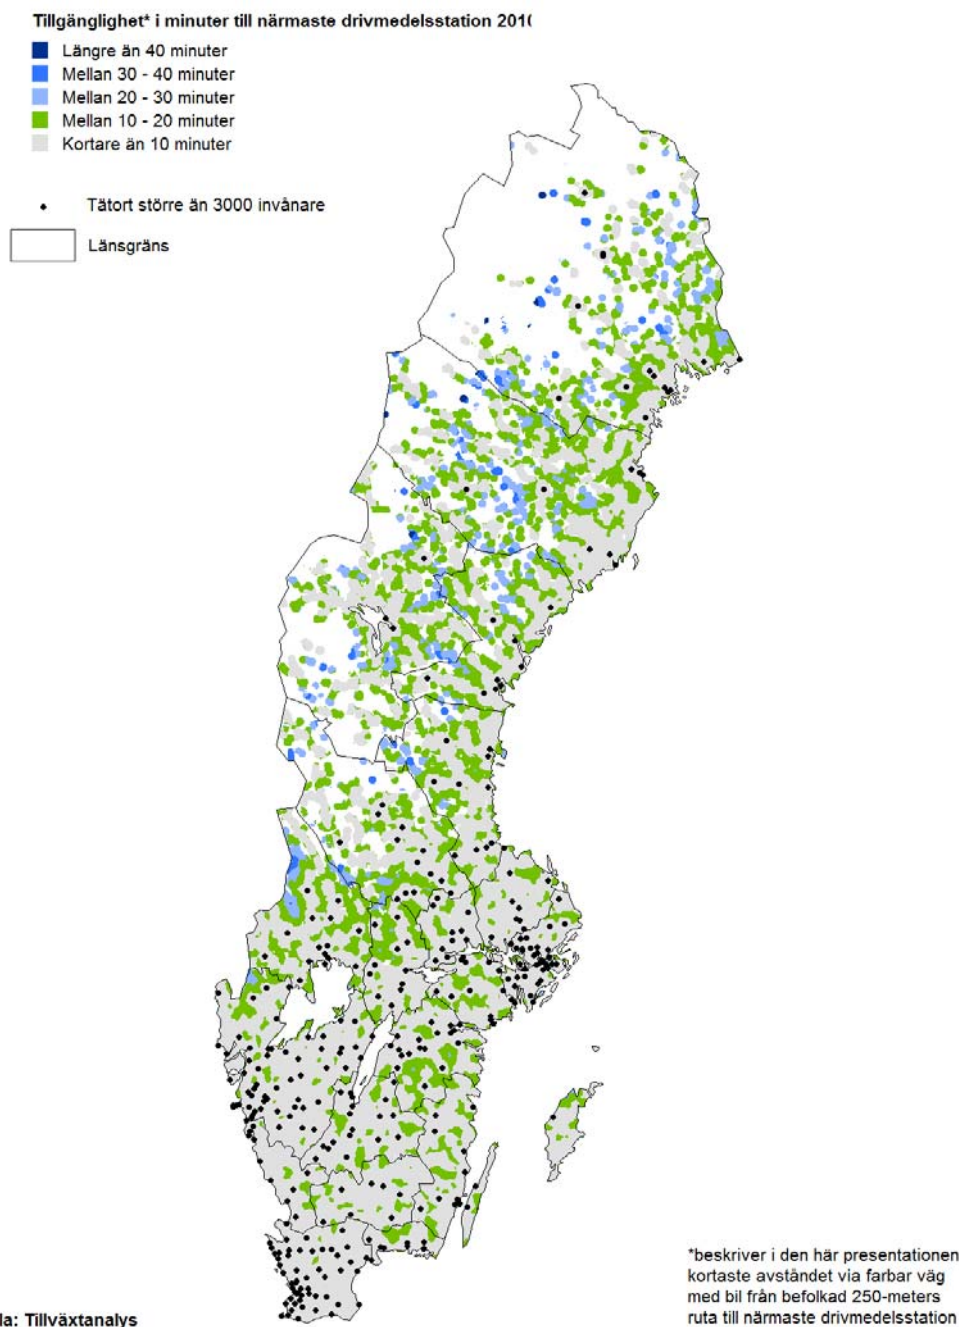 Tillgänglighet* i minuter till närmaste drivmedelsstation 2010
Längre än 40 minuter
Mellan 30 - 40 minuter
Mellan 20 - 30 minuter
Mellan 10 - 20 minuter
Kortare än 10 minuter
Tätort större än 3000 invånare
Länsgräns
*beskriver i den här presentationen
kortaste avståndet via farbar väg
med bil från befolkad 250-meters
ruta till närmaste drivmedelsstation
la: Tillväxtanalys